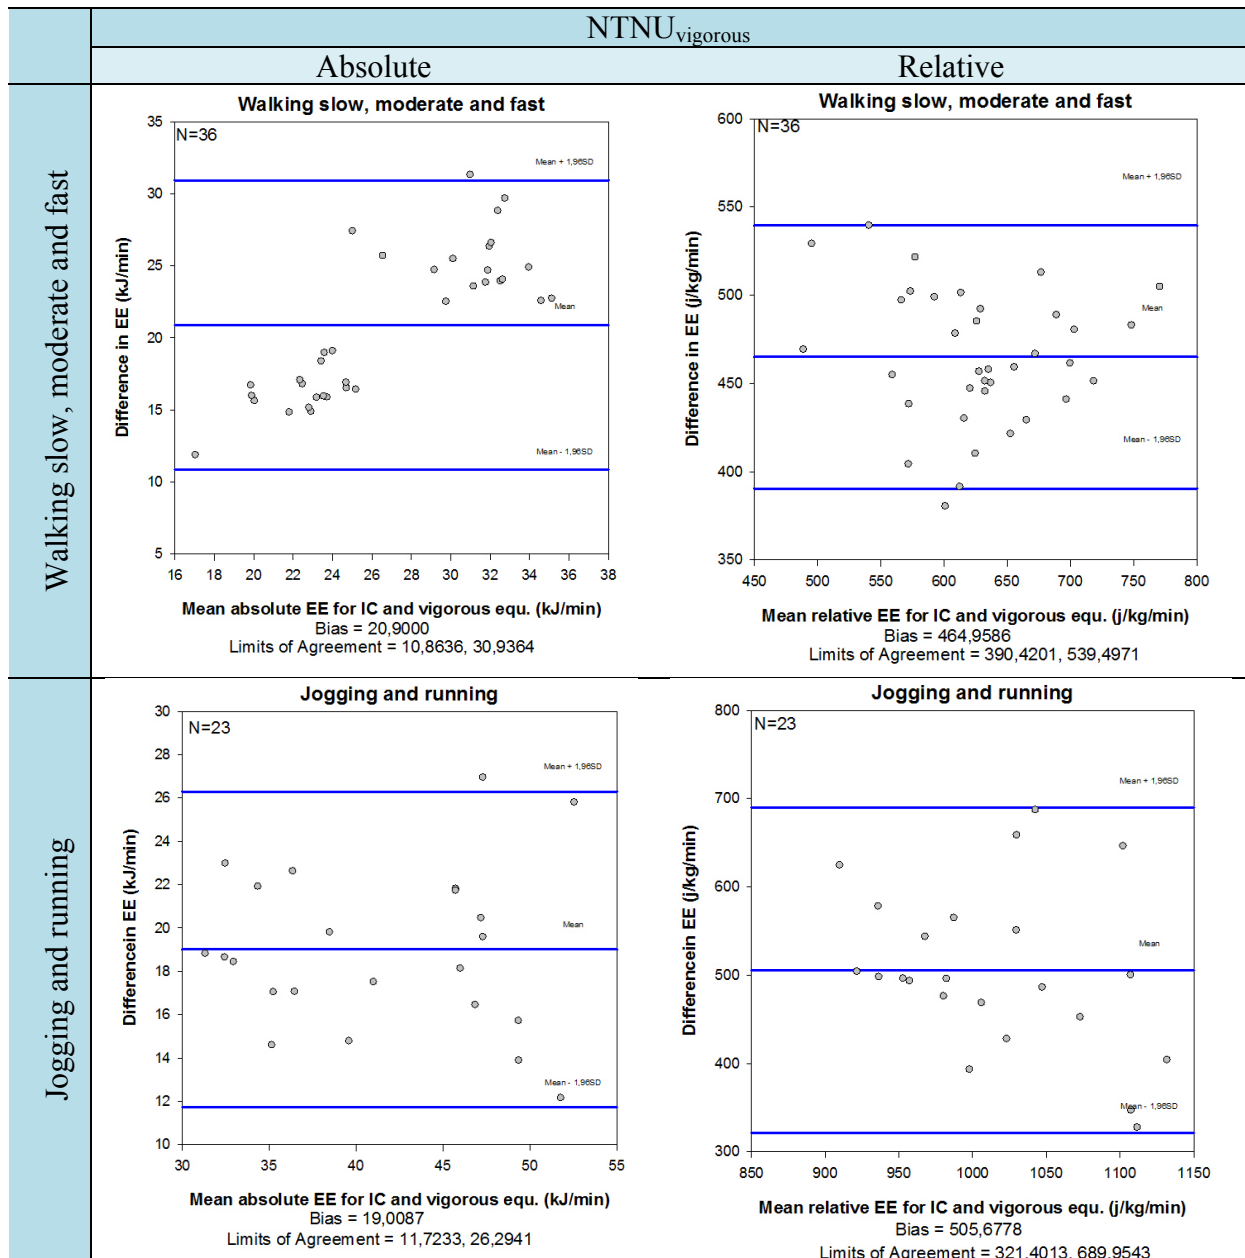 NTNUvigorous
Absolute
Relative
Walking slow, moderate and fast
Walking slow, moderate and fast
N=36
Mean + 1,96SD
Mean
Mean - 1,96SD
35
30
25
20
15
10
5
Difference in EE (kJ/min)
16 18 20 22 24 26 28 30 32 34 36 38
Mean absolute EE for IC and vigorous equ. (kJ/min)
Bias = 20,9000
Limits of Agreement = 10,8636, 30,9364
Walking slow, moderate and fast
N=36
Mean + 1,96SD
Mean
Mean - 1,96SD
600
550
500
450
400
350
Difference in EE (j/kg/min)
450 500 550 600 650 700 750 800
Mean relative EE for IC and vigorous equ. (j/kg/min)
Bias = 464,9586
Limits of Agreement = 390,4201, 539,4971
Jogging and running
Jogging and running
N=23
Mean + 1,96SD
Mean
Mean - 1,96SD
30
28
26
24
22
20
18
16
14
12
10
Differencein EE (kJ/min)
30 35 40 45 50 55
Mean absolute EE for IC and vigorous equ. (kJ/min)
Bias = 19,0087
Limits of Agreement = 11,7233, 26,2941
Jogging and running
N=23
Mean + 1,96SD
Mean
Mean - 1,96SD
800
700
600
500
400
300
Differencein EE (j/kg/min)
850 900 950 1000 1050 1100 1150
Mean relative EE for IC and vigorous equ. (j/kg/min)
Bias = 505,6778
Limits of Agreement = 321,4013, 689,9543